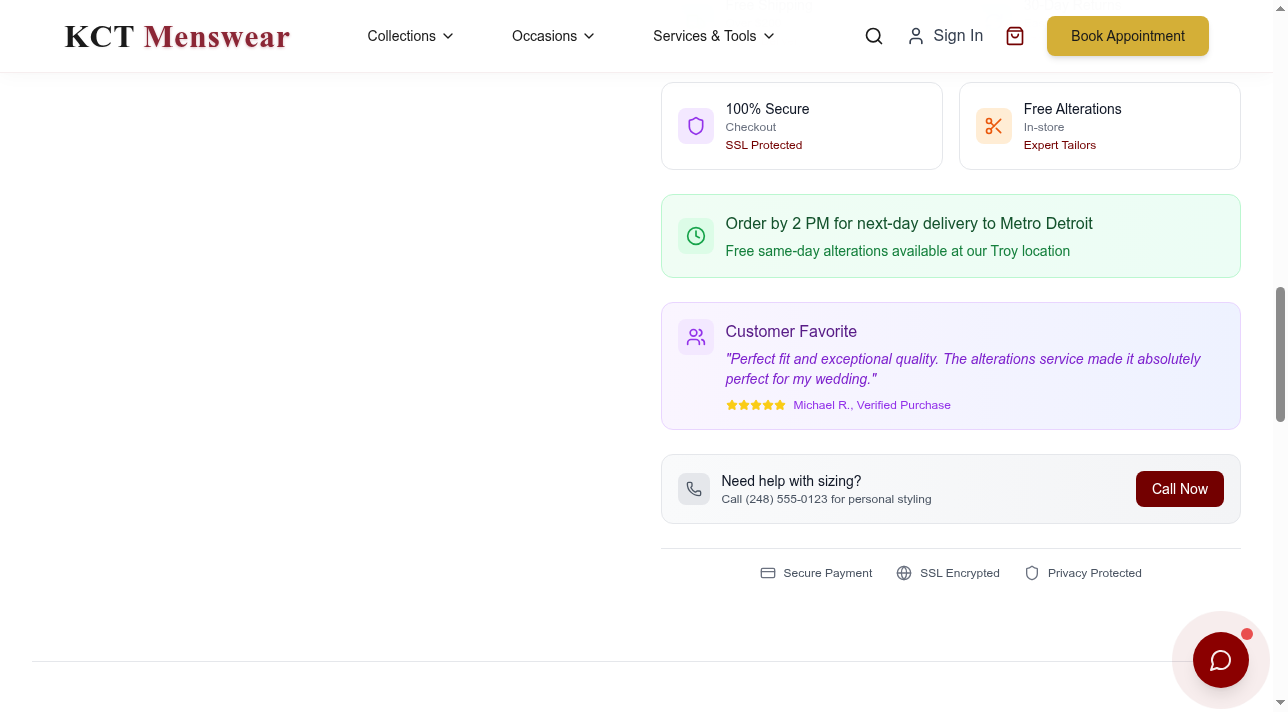 KCT Menswear
Collections
Occasions
Services & Tools
Sign In
Book Appointment
100% Secure
Checkout
SSL Protected
Free Alterations
In-store
Expert Tailors
Order by 2 PM for next-day delivery to Metro Detroit
Free same-day alterations available at our Troy location
Customer Favorite
"Perfect fit and exceptional quality. The alterations service made it absolutely
perfect for my wedding."
Michael R., Verified Purchase
Need help with sizing?
Call (248) 555-0123 for personal styling
Call Now
Secure Payment
SSL Encrypted
Privacy Protected